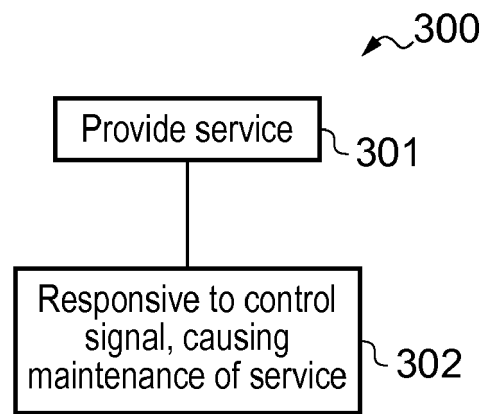 300
Provide service
301
Responsive to control
signal, causing
maintenance of service
302